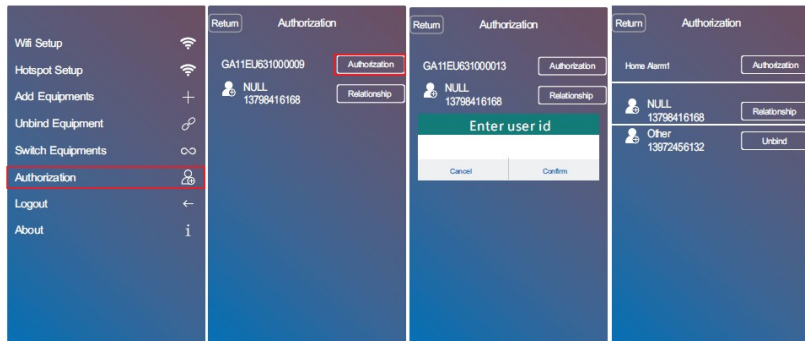 Wifi Setup
Hotspot Setup
Add Equipments
Unbind Equipment
Switch Equipments
Authorization
Logout
About
Return
Authorization
GA11EU631000009
Authorization
NULL
13798416168
Relationship
Return
Authorization
GA11EU631000013
Authorization
NULL
13798416168
Relationship
Enter user id
Cancel
Confirm
Return
Authorization
Home Alarm1
Authorization
NULL
13798416168
Relationship
Other
13972456132
Unbind